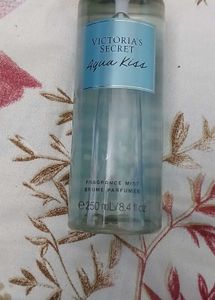 VICTORIA'S
SECRET
Aqua Kiss
FRAGRANCE MIST
BRUME PARFUMÉE
℮ 250 mL/8.4 fl oz